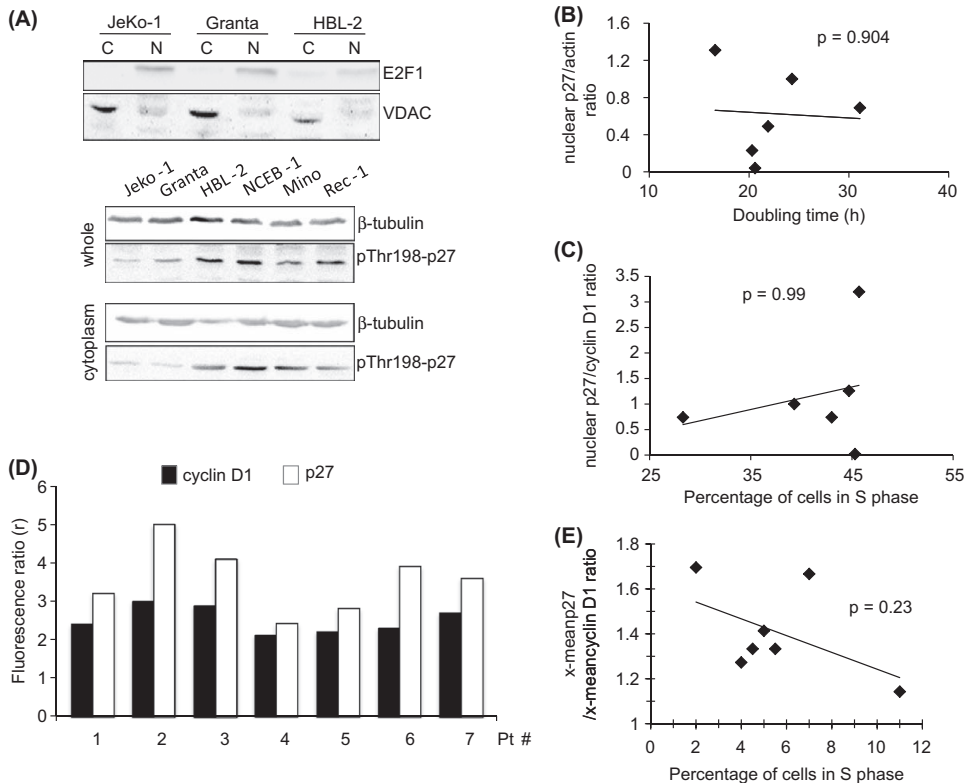 (A)
JeKo-1 Granta HBL-2
C N C N C N
E2F1
VDAC
Jeko-1 Granta HBL-2 NCEB-1 Mino Rec-1
whole
β-tubulin
pThr198-p27
cytoplasm
β-tubulin
pThr198-p27
(B)
p = 0.904
nuclear p27/actin
ratio
1.6
1.2
0.8
0.4
0
10 20 30 40
Doubling time (h)
(C)
p = 0.99
nuclear p27/cyclin D1 ratio
3.5
3
2.5
2
1.5
1
0.5
0
25 35 45 55
Percentage of cells in S phase
(D)
cyclin D1 p27
Fluorescence ratio (r)
6
5
4
3
2
1
0
1 2 3 4 5 6 7 Pt #
(E)
p = 0.23
x-meanp27
/x-meancyclin D1 ratio
1.8
1.6
1.4
1.2
1
0 2 4 6 8 10 12
Percentage of cells in S phase